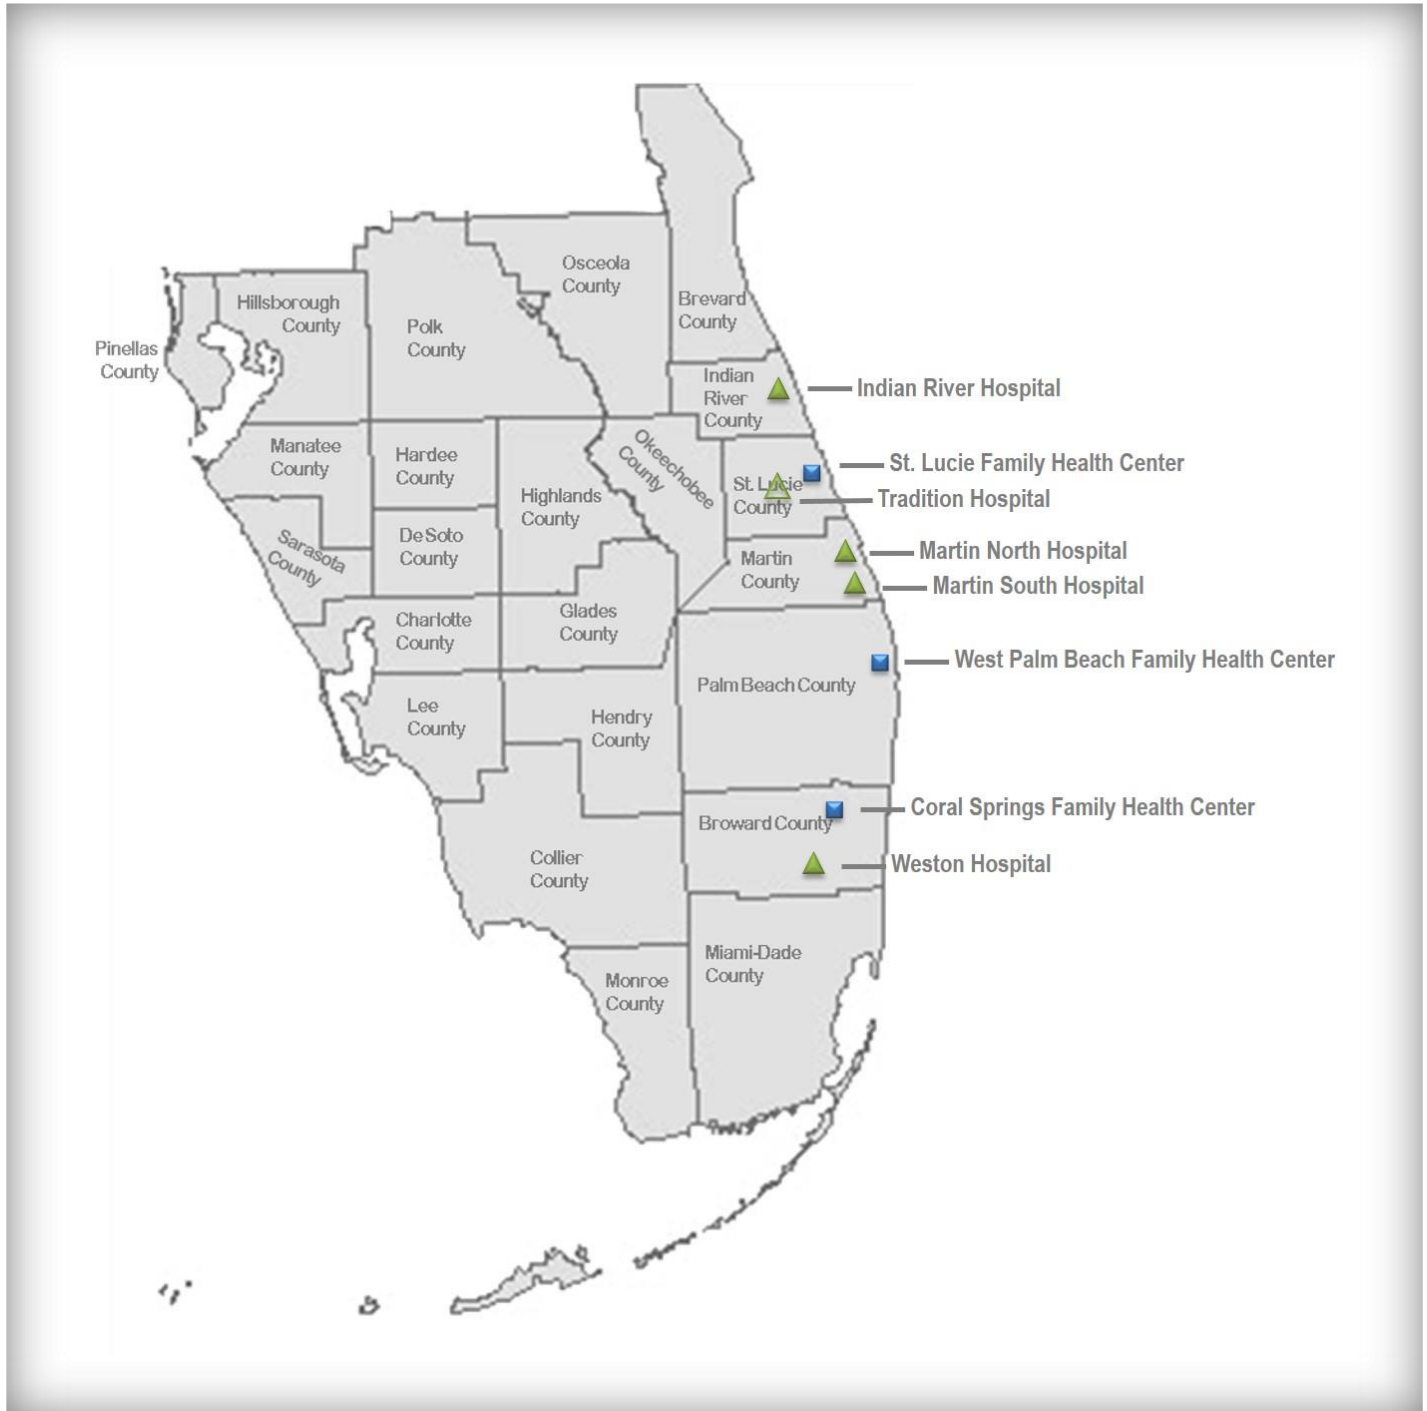 Osceola
County
Hillsborough
County
Brevard
County
Polk
County
Pinellas
County
Indian
River
County
Indian River Hospital
Manatee
County
Hardee
County
Okeechobee
County
St. Lucie Family Health Center
St. Lucie
County
Tradition Hospital
Highlands
County
Sarasota
County
DeSoto
County
Martin North Hospital
Martin
County
Martin South Hospital
Charlotte
County
Glades
County
West Palm Beach Family Health Center
Palm Beach County
Lee
County
Hendry
County
Coral Springs Family Health Center
Broward County
Weston Hospital
Collier
County
Miami-Dade
County
Monroe
County